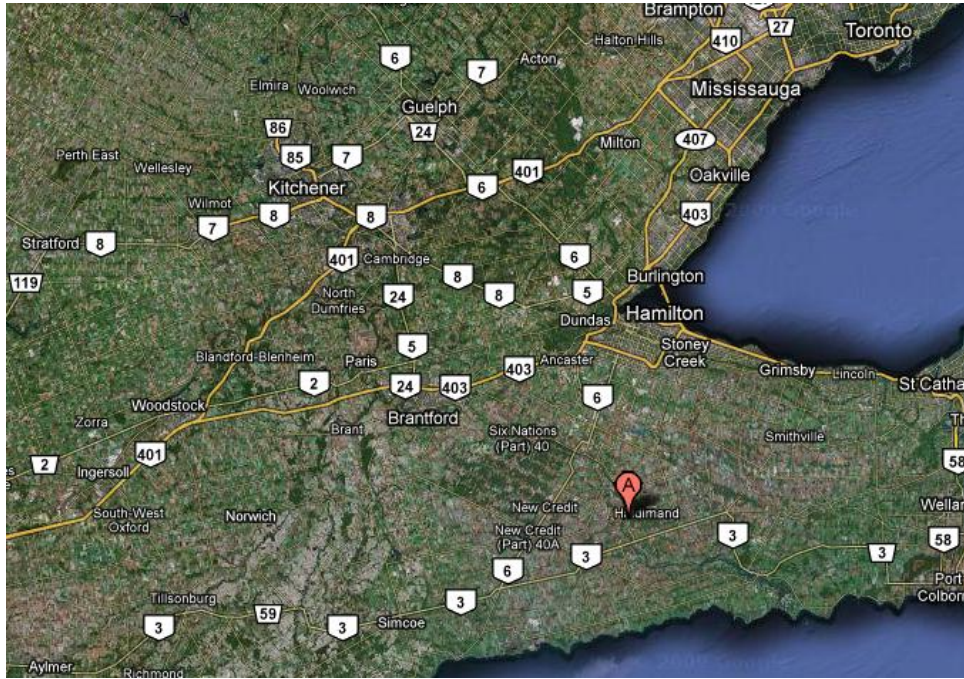 Brampton
27
Toronto
410
Halton Hills
6
7
Acton
Elmira
Woolwich
Mississauga
Guelph
86
24
407
Milton
Perth East
85
7
Wellesley
401
Oakville
Kitchener
6
Wilmot
8
8
403
7
Stratford
8
6
401
Cambridge
Burlington
119
8
8
5
North
Dumfries
24
Hamilton
Dundas
5
Stoney
Creek
Blandford-Blenheim
Paris
Ancaster
403
Grimsby
Lincoln
2
24
403
St Catha
Woodstock
6
Brantford
Zorra
Brant
Six Nations
(Part) 40
Smithville
Th
401
2
Ingersoll
58
es
A
South-West
Oxford
Norwich
New Credit
Haldimand
Wella
New Credit
(Part) 40A
3
3
58
3
6
Port
Colborn
Tillsonburg
59
3
3
3
Simcoe
Aylmer
Richmond